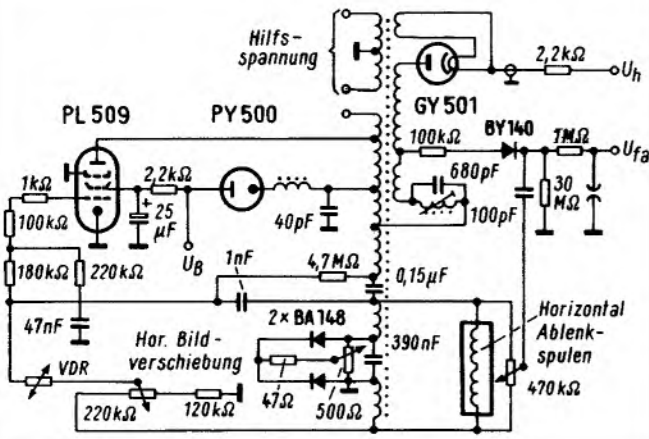 Hilfs-
spannung
2,2kΩ
Uh
PL 509
PY 500
GY 501
100kΩ
BY140
1MΩ
Ufa
1kΩ
2,2kΩ
680pF
100kΩ
+
25
µF
40pF
100pF
30
MΩ
UB
180kΩ
220kΩ
1nF
4,7MΩ
0,15µF
47nF
Hor. Bild-
verschiebung
2× BA 148
390nF
Horizontal
Ablenk-
spulen
VDR
47Ω
500Ω
470kΩ
220kΩ
120kΩ